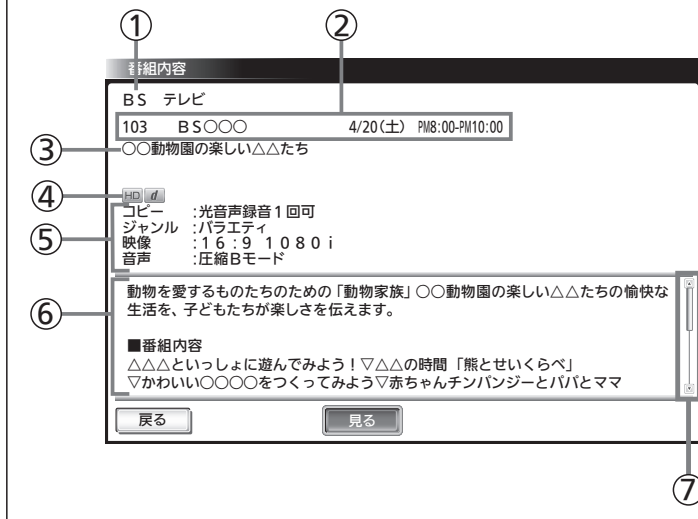 ① ②
番組内容
BS テレビ
103 BS○○○ 4/20(土) PM8:00-PM10:00
③ ○○動物園の楽しい△△たち
④ HD d
⑤ コピー :光音声録音1回可
ジャンル :バラエティ
映像 :16:9 1080i
音声 :圧縮Bモード
⑥ 動物を愛するものたちのための「動物家族」○○動物園の楽しい△△たちの愉快な
生活を、子どもたちが楽しさを伝えます。
■番組内容
△△△といっしょに遊んでみよう!▽△△の時間「熊とせいくらべ」
▽かわいい○○○○をつくってみよう▽赤ちゃんチンパンジーとパパとママ
戻る 見る
⑦